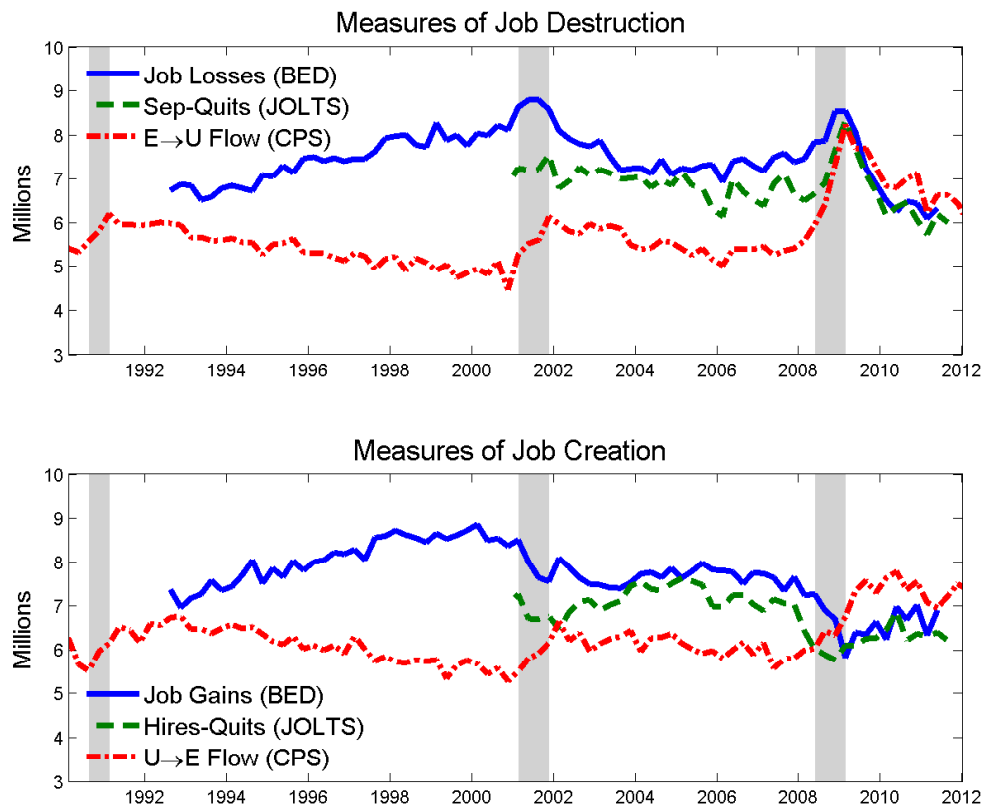 Measures of Job Destruction
10
9
8
7
6
5
4
3
Millions
Job Losses (BED)
Sep-Quits (JOLTS)
E→U Flow (CPS)
1992 1994 1996 1998 2000 2002 2004 2006 2008 2010 2012
Measures of Job Creation
10
9
8
7
6
5
4
3
Millions
Job Gains (BED)
Hires-Quits (JOLTS)
U→E Flow (CPS)
1992 1994 1996 1998 2000 2002 2004 2006 2008 2010 2012